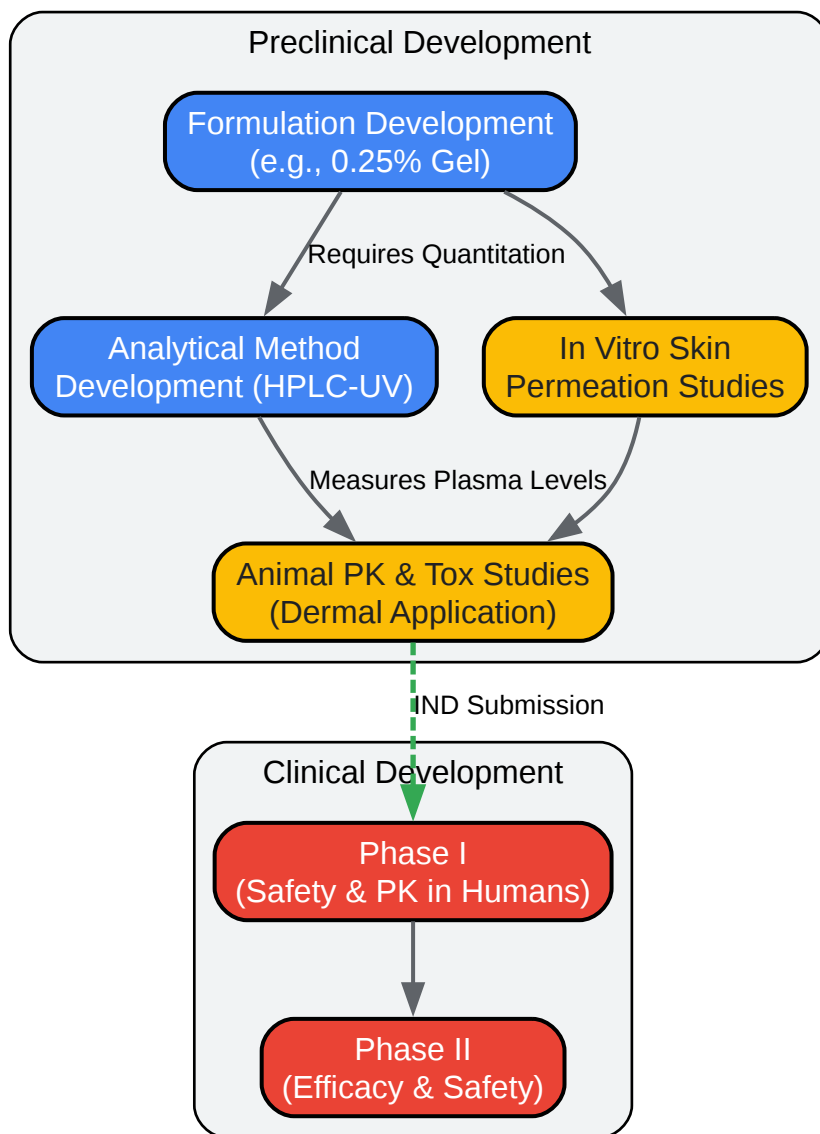 Preclinical Development
Formulation Development
(e.g., 0.25% Gel)
Requires Quantitation
Analytical Method
Development (HPLC-UV)
In Vitro Skin
Permeation Studies
Measures Plasma Levels
Animal PK & Tox Studies
(Dermal Application)
IND Submission
Clinical Development
Phase I
(Safety & PK in Humans)
Phase II
(Efficacy & Safety)